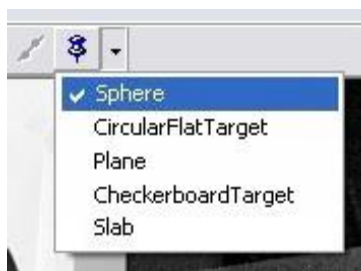 Sphere
CircularFlatTarget
Plane
CheckerboardTarget
Slab